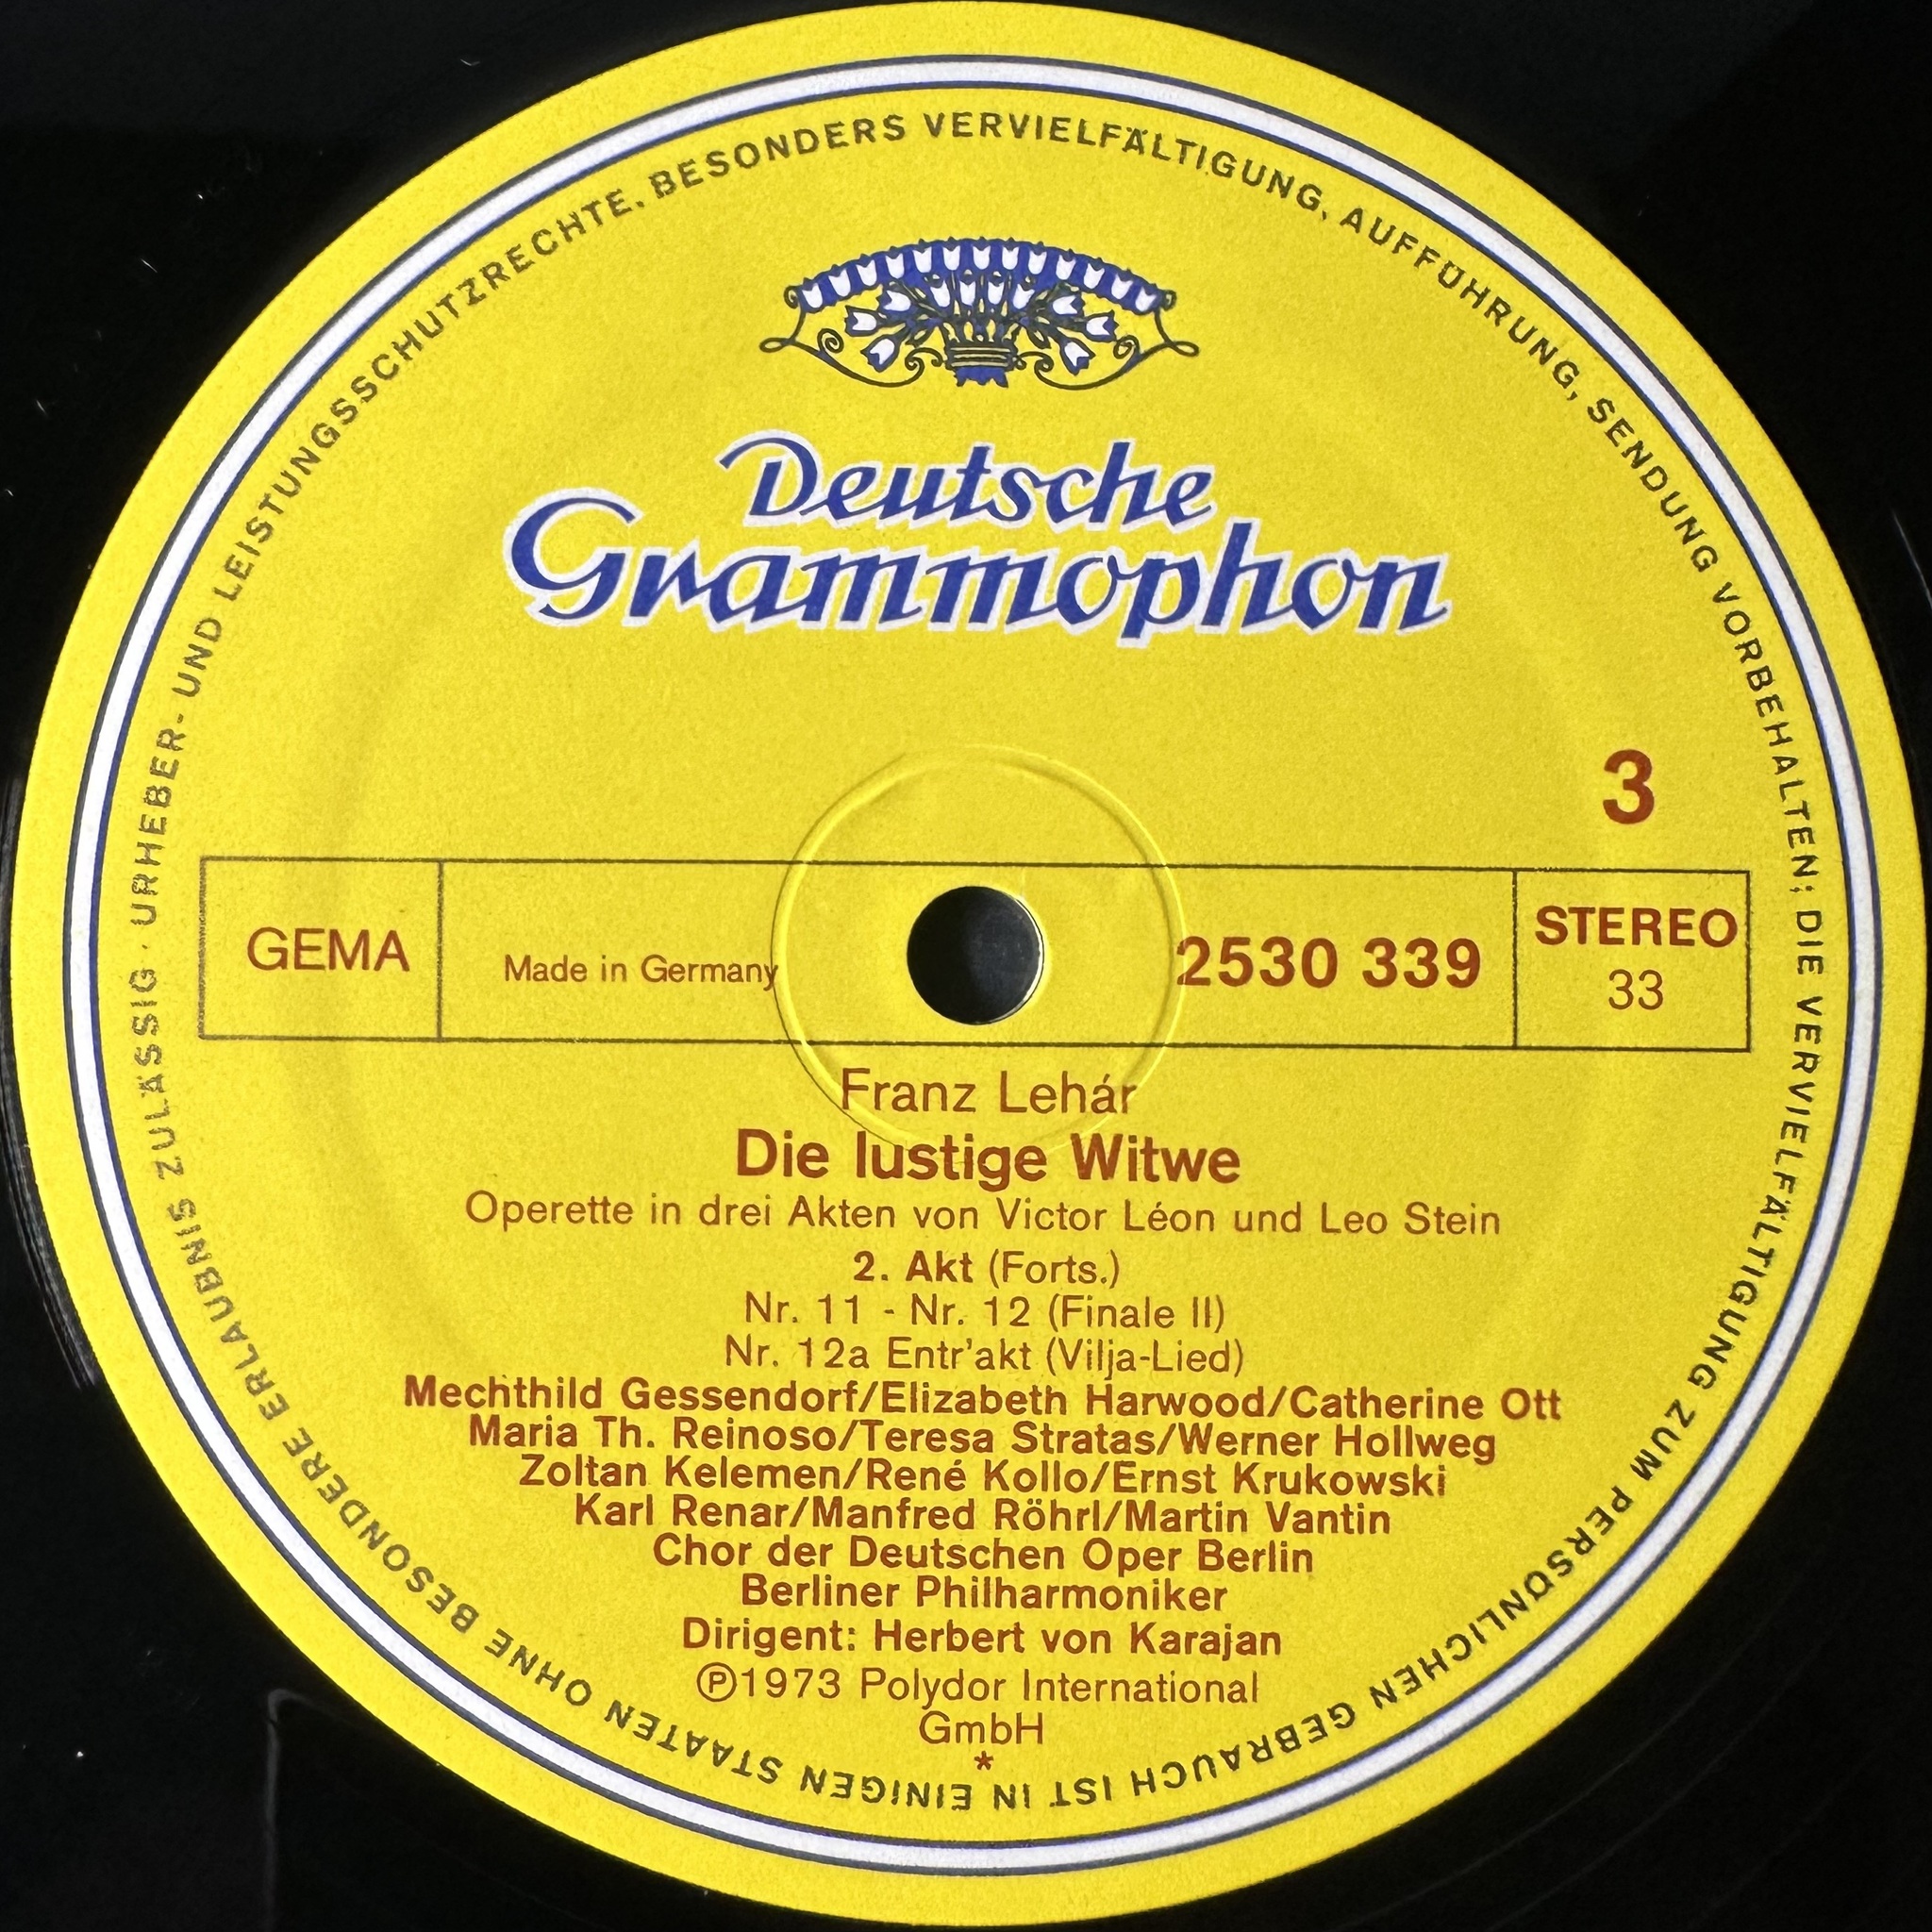 URHEBER- UND LEISTUNGSSCHUTZRECHTE, BESONDERS VERVIELFÄLTIGUNG, AUFFÜHRUNG, SENDUNG VORBEHALTEN; DIE VERVIELFÄLTIGUNG ZUM PERSÖNLICHEN GEBRAUCH IST IN EINIGEN STAATEN OHNE BESONDERE ERLAUBNIS ZULÄSSIG ·
Deutsche
Grammophon
3
GEMA
Made in Germany
2530 339
STEREO
33
Franz Lehár
Die lustige Witwe
Operette in drei Akten von Victor Léon und Leo Stein
2. Akt (Forts.)
Nr. 11 - Nr. 12 (Finale II)
Nr. 12a Entr'akt (Vilja-Lied)
Mechthild Gessendorf/Elizabeth Harwood/Catherine Ott
Maria Th. Reinoso/Teresa Stratas/Werner Hollweg
Zoltan Kelemen/René Kollo/Ernst Krukowski
Karl Renar/Manfred Röhrl/Martin Vantin
Chor der Deutschen Oper Berlin
Berliner Philharmoniker
Dirigent: Herbert von Karajan
Ⓟ1973 Polydor International
GmbH
*